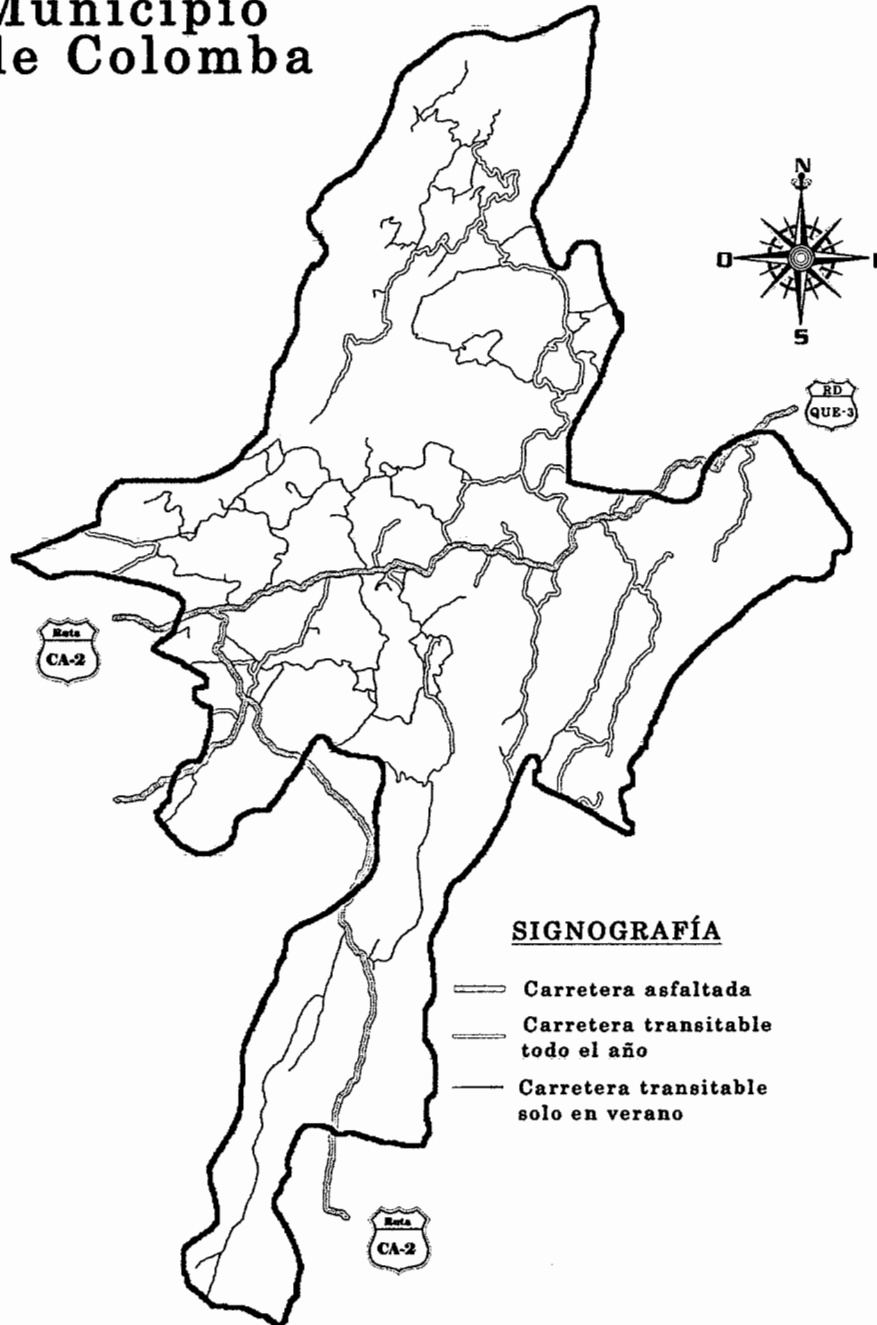 Municipio
de Colomba
N
O
E
S
RD
QUE-3
Ruta
CA-2
SIGNOGRAFÍA
Carretera asfaltada
Carretera transitable
todo el año
Carretera transitable
solo en verano
Ruta
CA-2